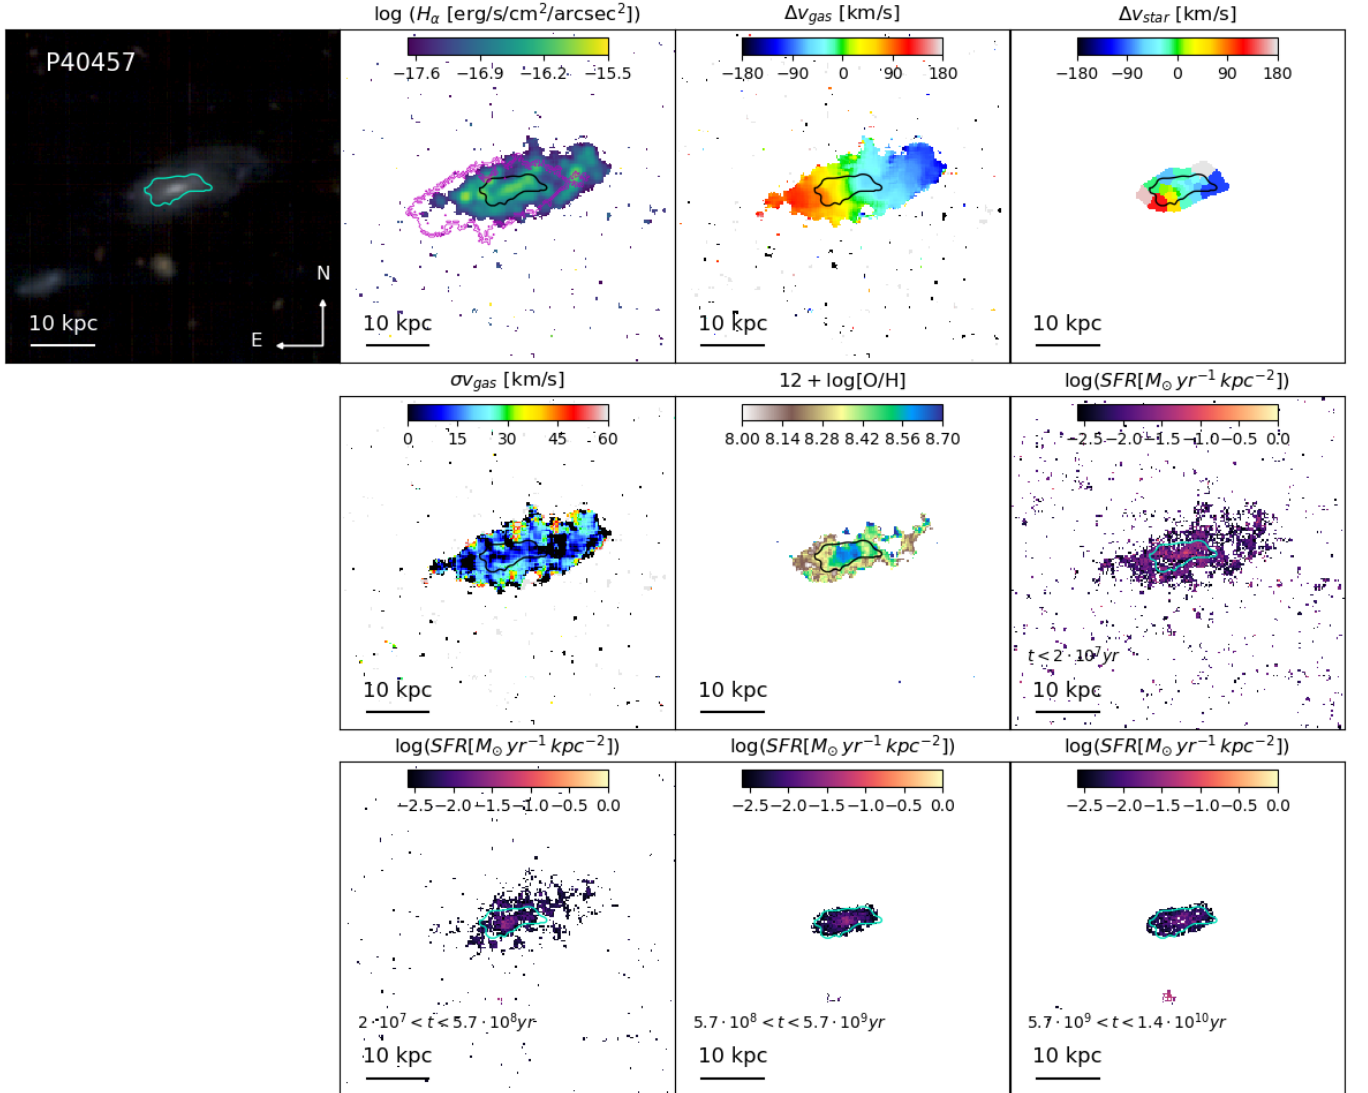 log (Hα [erg/s/cm²/arcsec²])
Δv_gas [km/s]
Δv_star [km/s]
P40457
−17.6 −16.9 −16.2 −15.5
−180 −90 0 90 180
−180 −90 0 90 180
N
E
10 kpc
10 kpc
10 kpc
10 kpc
σv_gas [km/s]
12 + log[O/H]
log(SFR[M⊙ yr⁻¹ kpc⁻²])
0 15 30 45 60
8.00 8.14 8.28 8.42 8.56 8.70
−2.5 −2.0 −1.5 −1.0 −0.5 0.0
t < 2 · 10⁷yr
10 kpc
10 kpc
10 kpc
log(SFR[M⊙ yr⁻¹ kpc⁻²])
log(SFR[M⊙ yr⁻¹ kpc⁻²])
log(SFR[M⊙ yr⁻¹ kpc⁻²])
−2.5 −2.0 −1.5 −1.0 −0.5 0.0
−2.5 −2.0 −1.5 −1.0 −0.5 0.0
−2.5 −2.0 −1.5 −1.0 −0.5 0.0
2 · 10⁷ < t < 5.7 · 10⁸yr
5.7 · 10⁸ < t < 5.7 · 10⁹yr
5.7 · 10⁹ < t < 1.4 · 10¹⁰yr
10 kpc
10 kpc
10 kpc